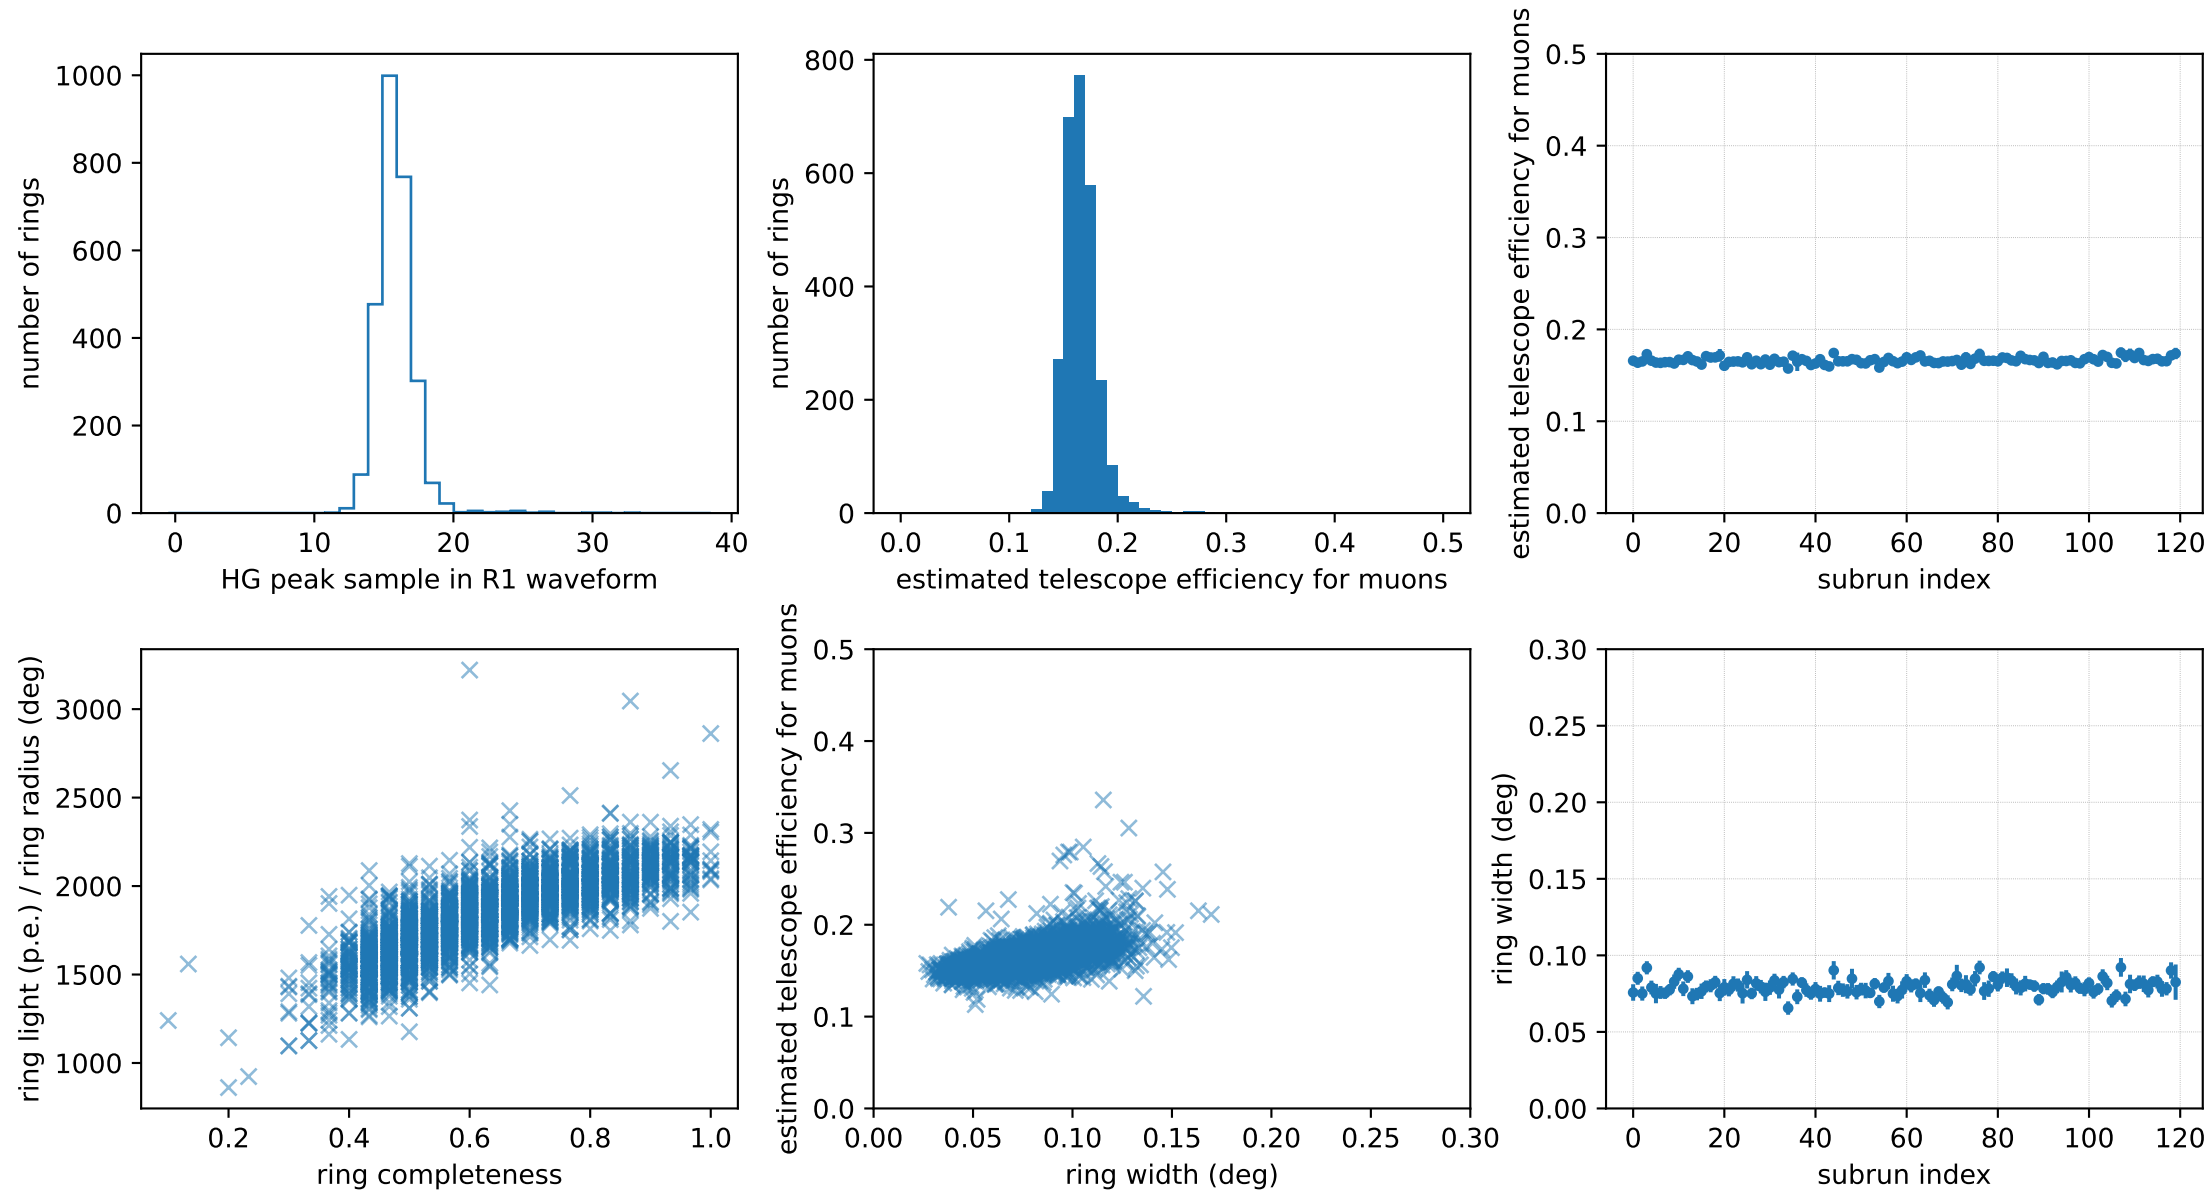 number of rings
1000
800
600
400
200
0
0 10 20 30 40
HG peak sample in R1 waveform
number of rings
800
600
400
200
0
0.0 0.1 0.2 0.3 0.4 0.5
estimated telescope efficiency for muons
estimated telescope efficiency for muons
0.5
0.4
0.3
0.2
0.1
0.0
0 20 40 60 80 100 120
subrun index
ring light (p.e.) / ring radius (deg)
3000
2500
2000
1500
1000
0.2 0.4 0.6 0.8 1.0
ring completeness
estimated telescope efficiency for muons
0.5
0.4
0.3
0.2
0.1
0.0
0.00 0.05 0.10 0.15 0.20 0.25 0.30
ring width (deg)
ring width (deg)
0.30
0.25
0.20
0.15
0.10
0.05
0.00
0 20 40 60 80 100 120
subrun index